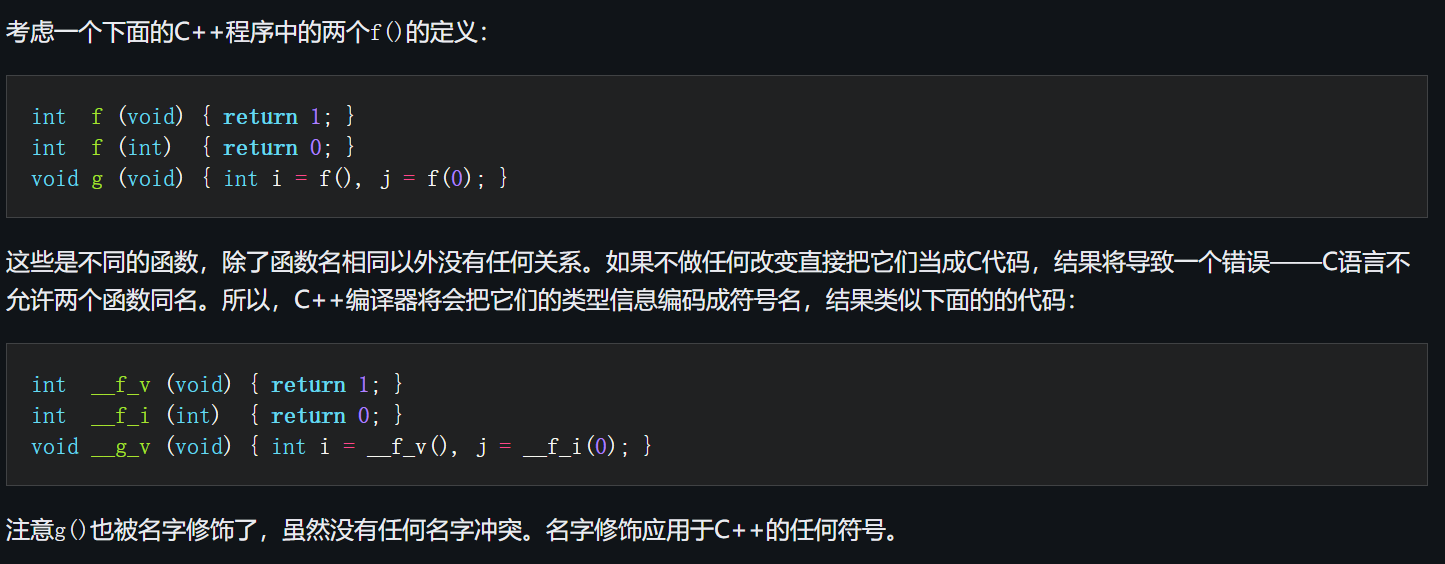 考虑一个下面的C++程序中的两个f()的定义：
int  f (void) { return 1; }
int  f (int)  { return 0; }
void g (void) { int i = f(), j = f(0); }
这些是不同的函数，除了函数名相同以外没有任何关系。如果不做任何改变直接把它们当成C代码，结果将导致一个错误——C语言不
允许两个函数同名。所以，C++编译器将会把它们的类型信息编码成符号名，结果类似下面的的代码：
int  __f_v (void) { return 1; }
int  __f_i (int)  { return 0; }
void __g_v (void) { int i = __f_v(), j = __f_i(0); }
注意g()也被名字修饰了，虽然没有任何名字冲突。名字修饰应用于C++的任何符号。